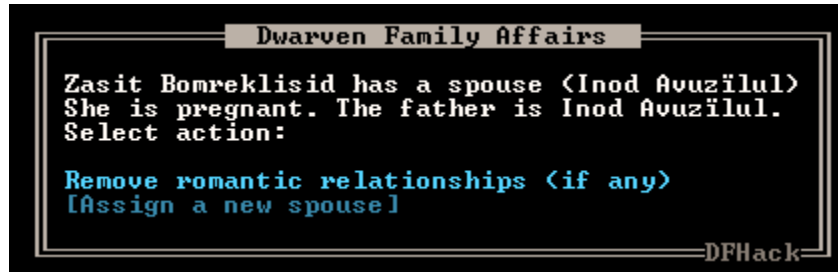 Dwarven Family Affairs
Zasit Bomreklisid has a spouse (Inod Avuzïlul)
She is pregnant. The father is Inod Avuzïlul.
Select action:
Remove romantic relationships (if any)
[Assign a new spouse]
DFHack